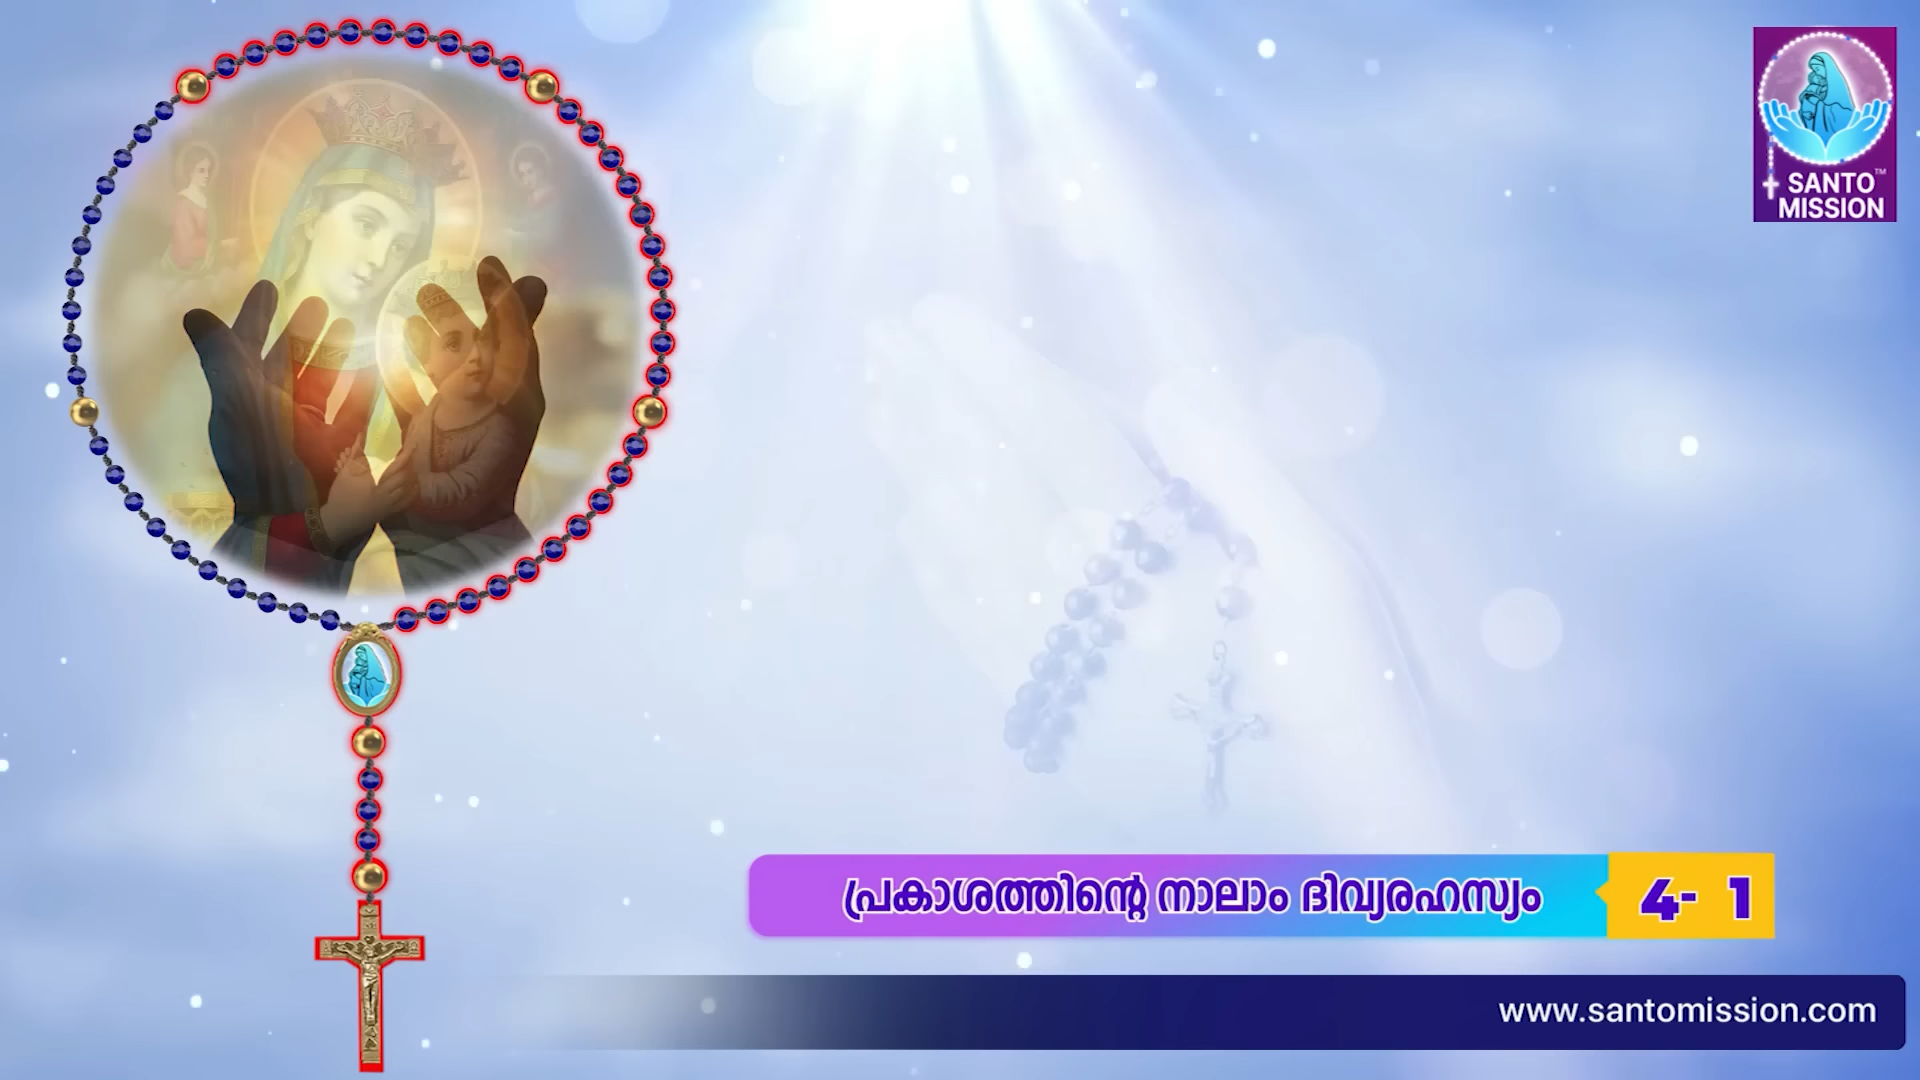 SANTO™
MISSION
പ്രകാശത്തിന്റെ നാലാം ദിവ്യരഹസ്യം
4- 1
www.santomission.com